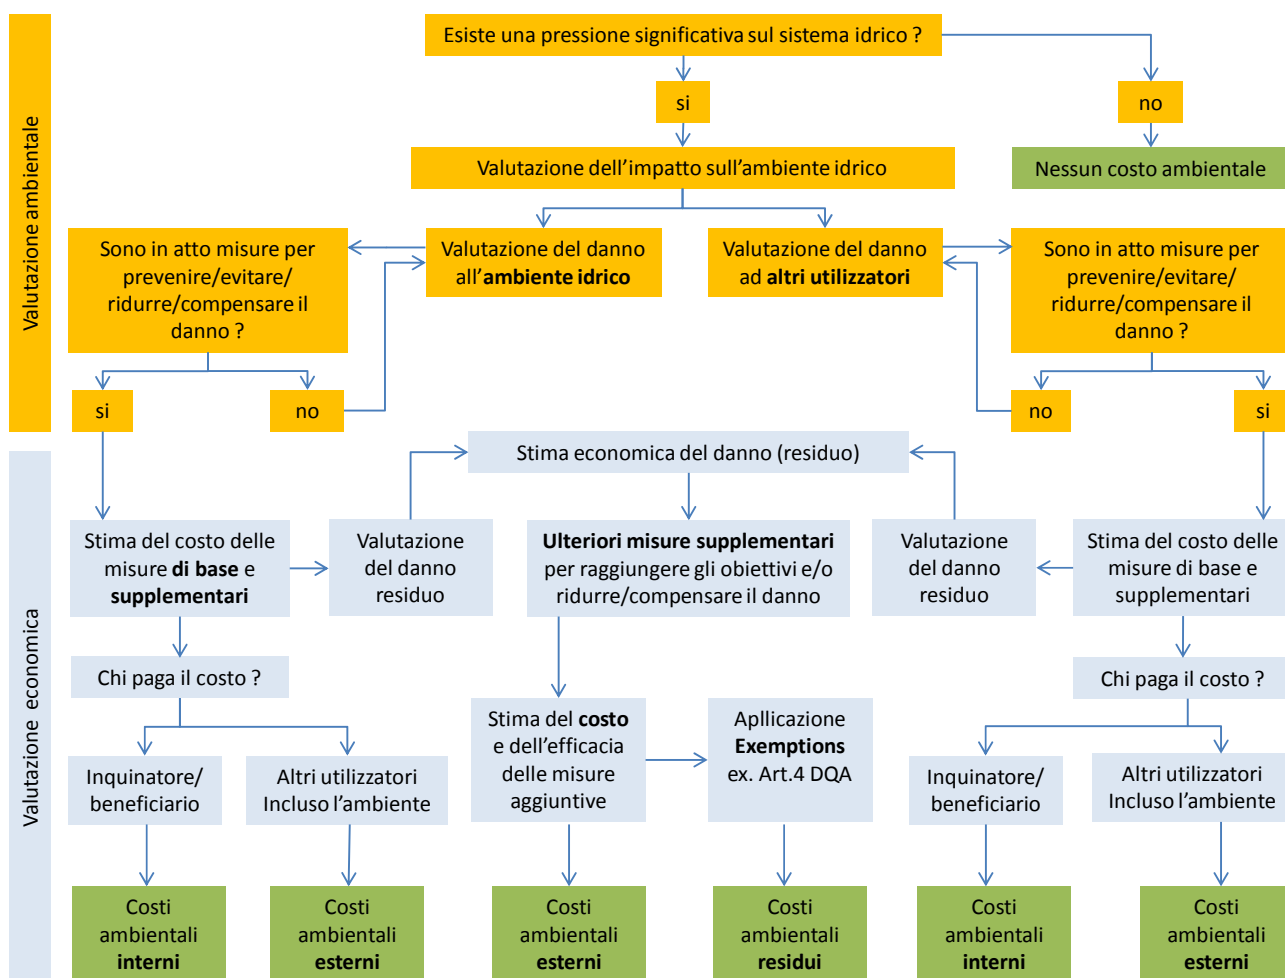 Valutazione ambientale
Esiste una pressione significativa sul sistema idrico ?
si
no
Valutazione dell'impatto sull'ambiente idrico
Nessun costo ambientale
Sono in atto misure per
prevenire/evitare/
ridurre/compensare il
danno ?
Valutazione del danno
all'ambiente idrico
Valutazione del danno
ad altri utilizzatori
Sono in atto misure per
prevenire/evitare/
ridurre/compensare il
danno ?
si
no
no
si
Valutazione economica
Stima economica del danno (residuo)
Stima del costo delle
misure di base e
supplementari
Valutazione
del danno
residuo
Ulteriori misure supplementari
per raggiungere gli obiettivi e/o
ridurre/compensare il danno
Valutazione
del danno
residuo
Stima del costo delle
misure di base e
supplementari
Chi paga il costo ?
Chi paga il costo ?
Inquinatore/
beneficiario
Altri utilizzatori
Incluso l'ambiente
Stima del costo
e dell'efficacia
delle misure
aggiuntive
Apllicazione
Exemptions
ex. Art.4 DQA
Inquinatore/
beneficiario
Altri utilizzatori
Incluso l'ambiente
Costi
ambientali
interni
Costi
ambientali
esterni
Costi
ambientali
esterni
Costi
ambientali
residui
Costi
ambientali
interni
Costi
ambientali
esterni